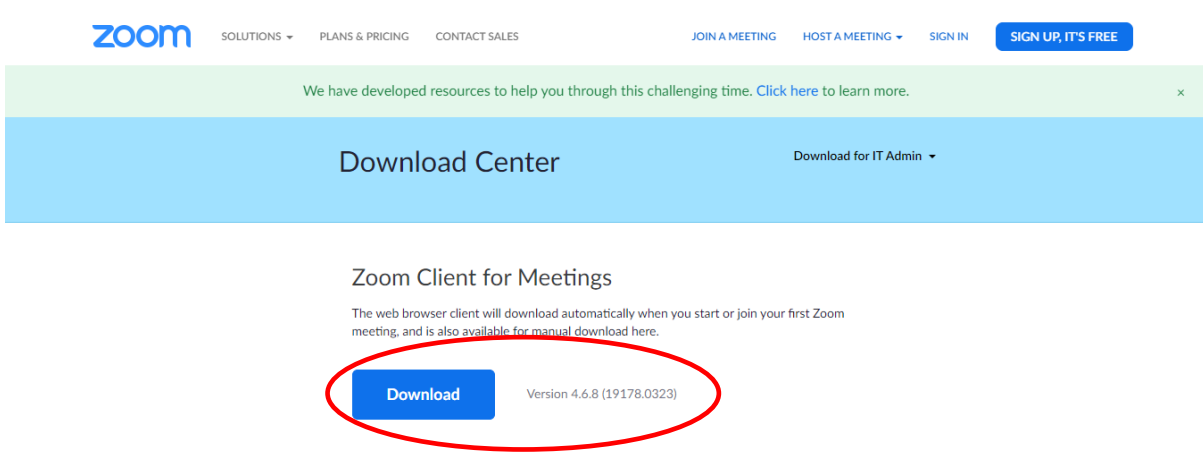 zoom SOLUTIONS PLANS & PRICING CONTACT SALES JOIN A MEETING HOST A MEETING SIGN IN SIGN UP, IT'S FREE
We have developed resources to help you through this challenging time. Click here to learn more. ×
Download Center Download for IT Admin
Zoom Client for Meetings
The web browser client will download automatically when you start or join your first Zoom
meeting, and is also available for manual download here.
Download Version 4.6.8 (19178.0323)